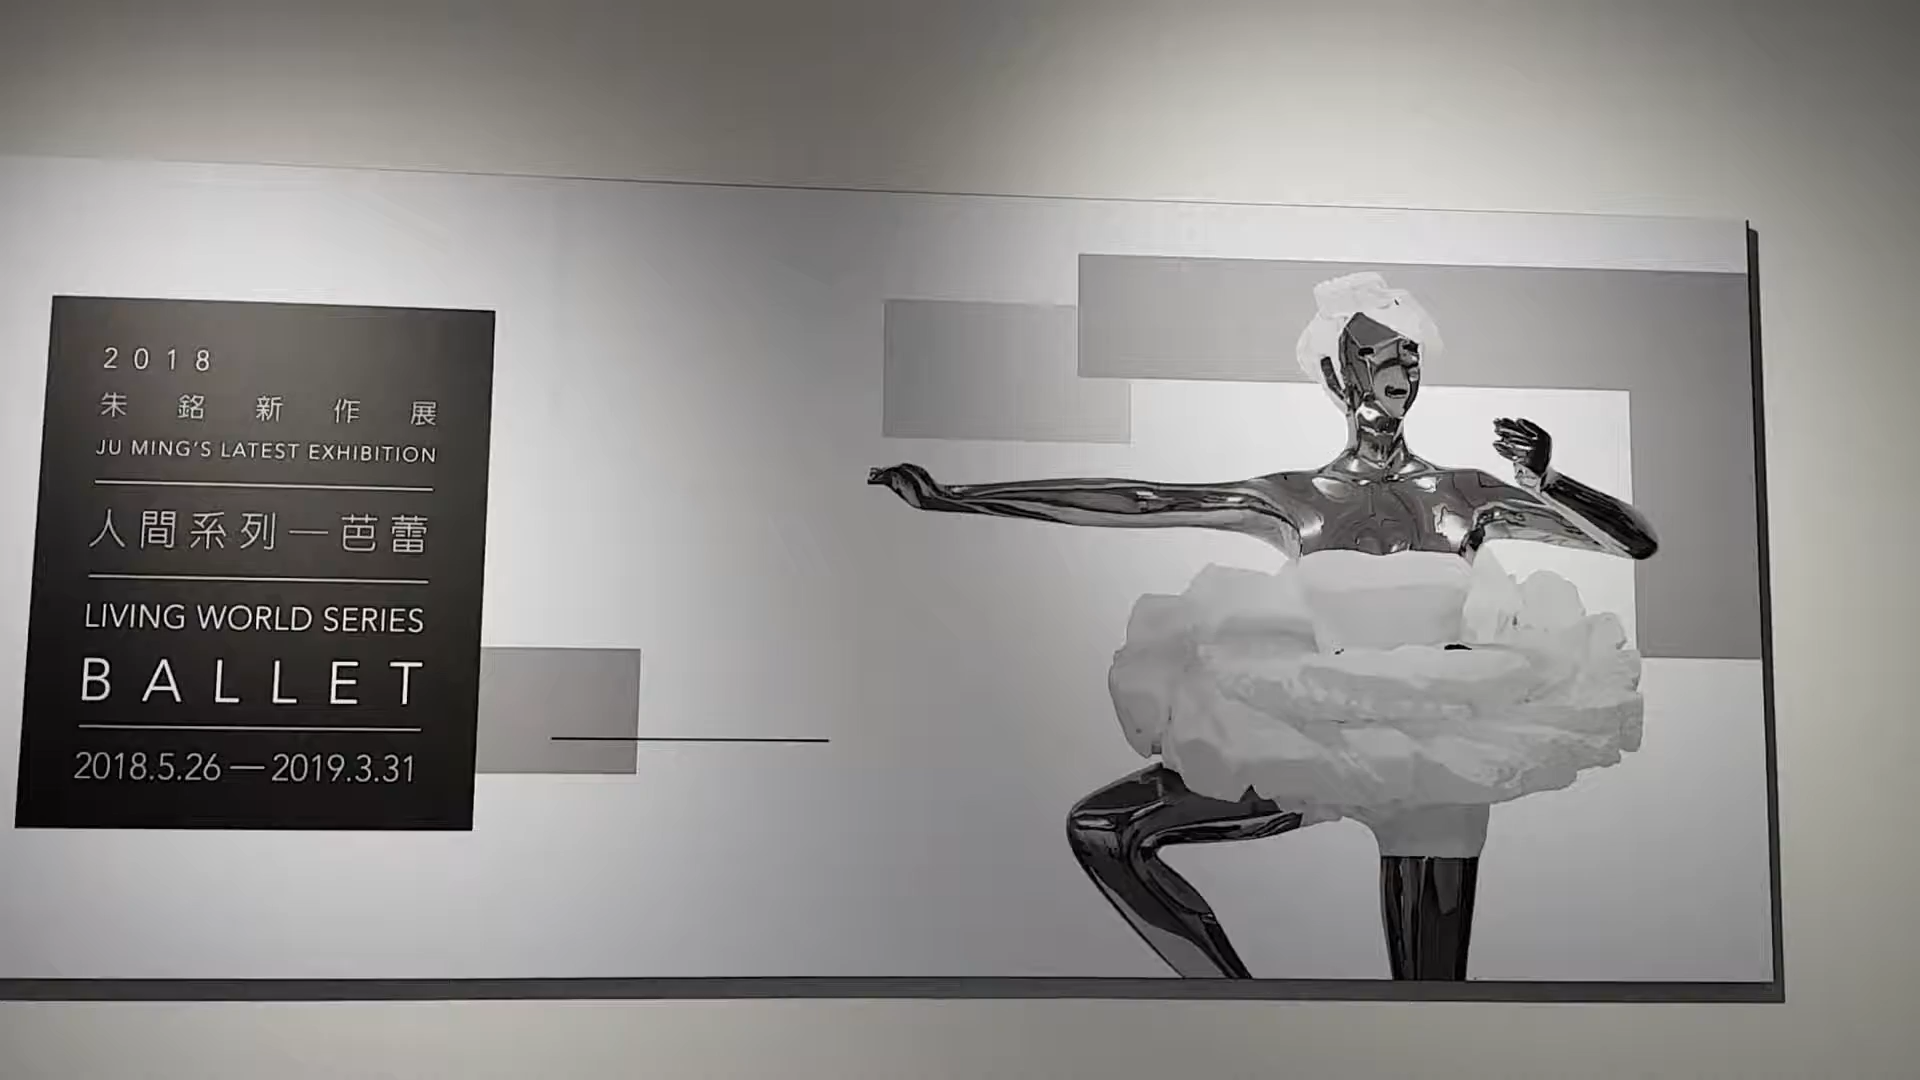 2018
朱銘新作展
JU MING'S LATEST EXHIBITION
人間系列—芭蕾
LIVING WORLD SERIES
BALLET
2018.5.26—2019.3.31